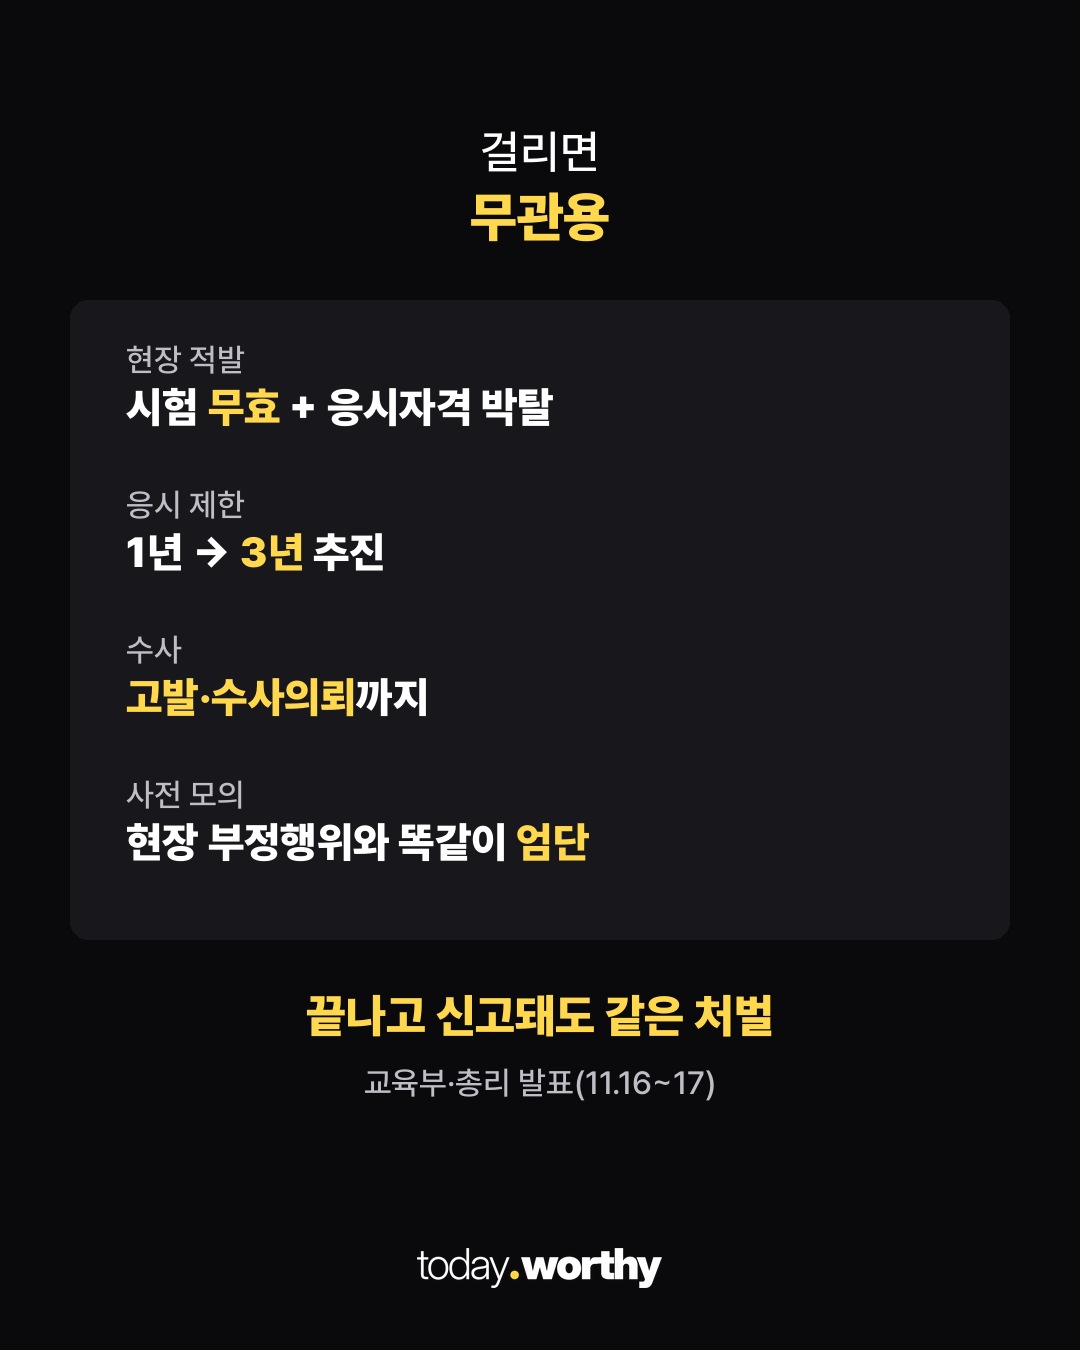 걸리면
무관용
현장 적발
시험 무효 + 응시자격 박탈
응시 제한
1년 → 3년 추진
수사
고발·수사의뢰까지
사전 모의
현장 부정행위와 똑같이 엄단
끝나고 신고돼도 같은 처벌
교육부·총리 발표(11.16~17)
today.worthy